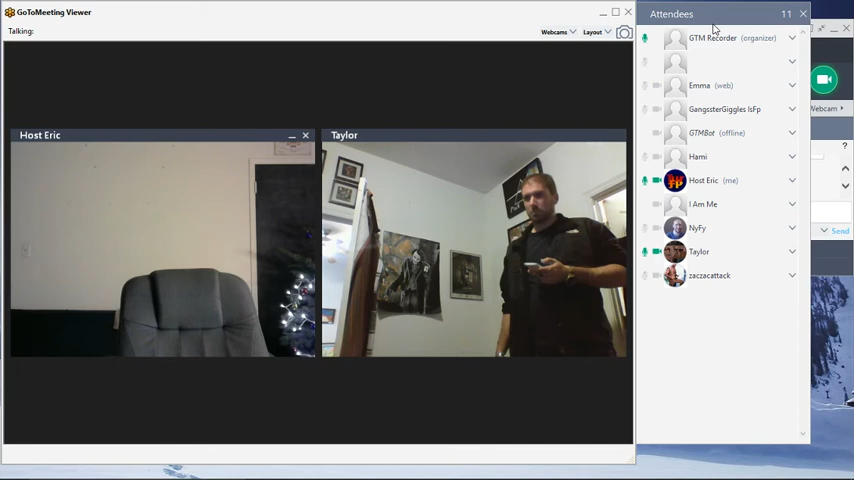 GoToMeeting Viewer
Talking:
Webcams
Layout
Host Eric
Taylor
Attendees 11
GTM Recorder (organizer)
Emma (web)
GangssterGiggles IsFp
GTMBot (offline)
Hami
Host Eric (me)
I Am Me
NyFy
Taylor
zaczacattack
Webcam
?
Send